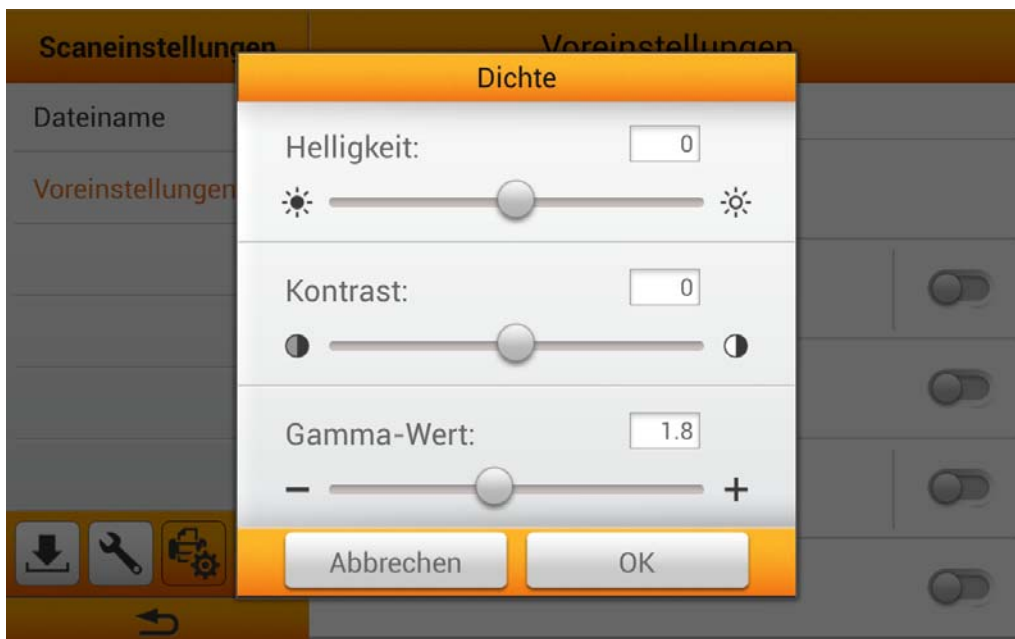 Scaneinstellungen
Voreinstellungen
Dichte
Dateiname
Voreinstellungen
Helligkeit:
0
Kontrast:
0
Gamma-Wert:
1.8
Abbrechen
OK